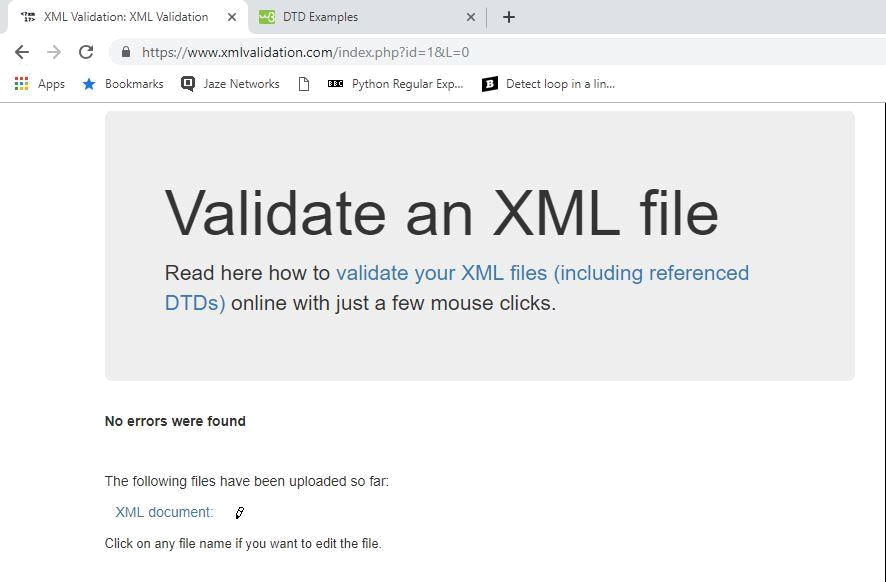 XML Validation: XML Validation
DTD Examples
https://www.xmlvalidation.com/index.php?id=1&L=0
Apps Bookmarks Jaze Networks BBC Python Regular Exp... B Detect loop in a lin...
Validate an XML file
Read here how to validate your XML files (including referenced
DTDs) online with just a few mouse clicks.
No errors were found
The following files have been uploaded so far:
XML document:
Click on any file name if you want to edit the file.